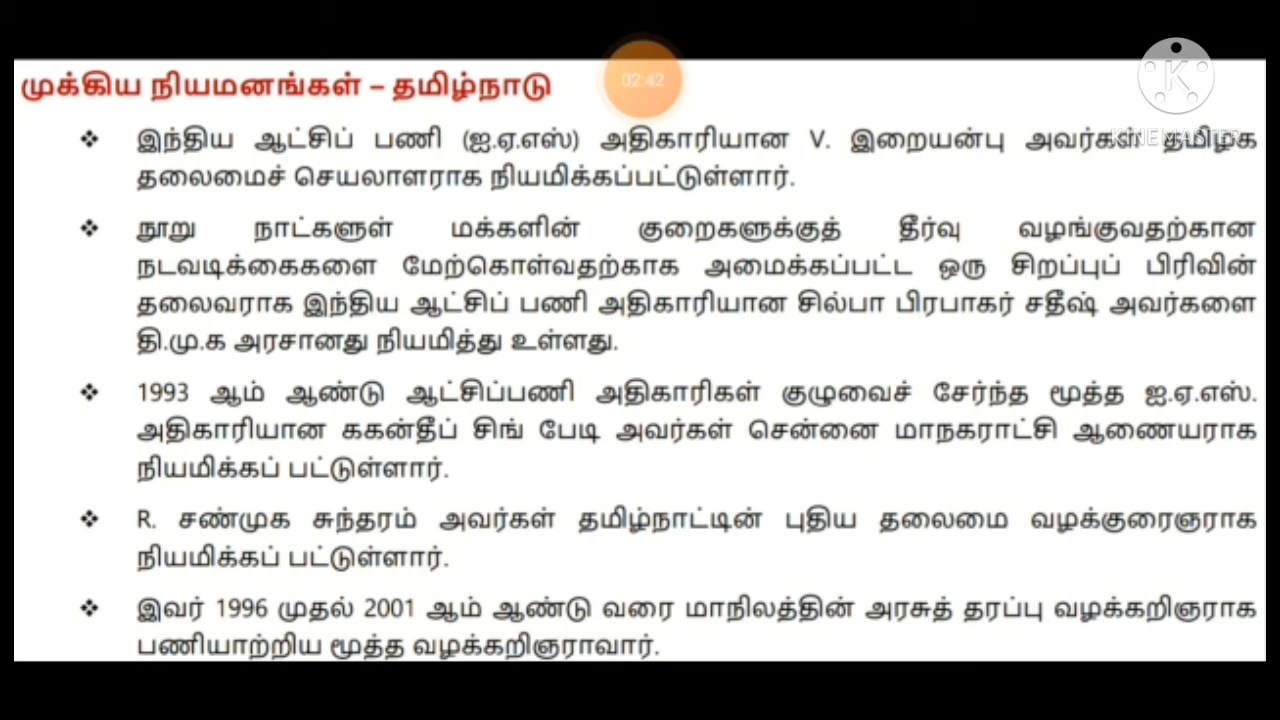 முக்கிய நியமனங்கள் – தமிழ்நாடு
02:42
KINEMASTER
❖ இந்திய ஆட்சிப் பணி (ஐ.ஏ.எஸ்) அதிகாரியான V. இறையன்பு அவர்கள் தமிழக
தலைமைச் செயலாளராக நியமிக்கப்பட்டுள்ளார்.
❖ நூறு நாட்களுள் மக்களின் குறைகளுக்குத் தீர்வு வழங்குவதற்கான
நடவடிக்கைகளை மேற்கொள்வதற்காக அமைக்கப்பட்ட ஒரு சிறப்புப் பிரிவின்
தலைவராக இந்திய ஆட்சிப் பணி அதிகாரியான சில்பா பிரபாகர் சதீஷ் அவர்களை
தி.மு.க அரசானது நியமித்து உள்ளது.
❖ 1993 ஆம் ஆண்டு ஆட்சிப்பணி அதிகாரிகள் குழுவைச் சேர்ந்த மூத்த ஐ.ஏ.எஸ்.
அதிகாரியான ககன்தீப் சிங் பேடி அவர்கள் சென்னை மாநகராட்சி ஆணையராக
நியமிக்கப் பட்டுள்ளார்.
❖ R. சண்முக சுந்தரம் அவர்கள் தமிழ்நாட்டின் புதிய தலைமை வழக்குரைஞராக
நியமிக்கப் பட்டுள்ளார்.
❖ இவர் 1996 முதல் 2001 ஆம் ஆண்டு வரை மாநிலத்தின் அரசுத் தரப்பு வழக்கறிஞராக
பணியாற்றிய மூத்த வழக்கறிஞராவார்.